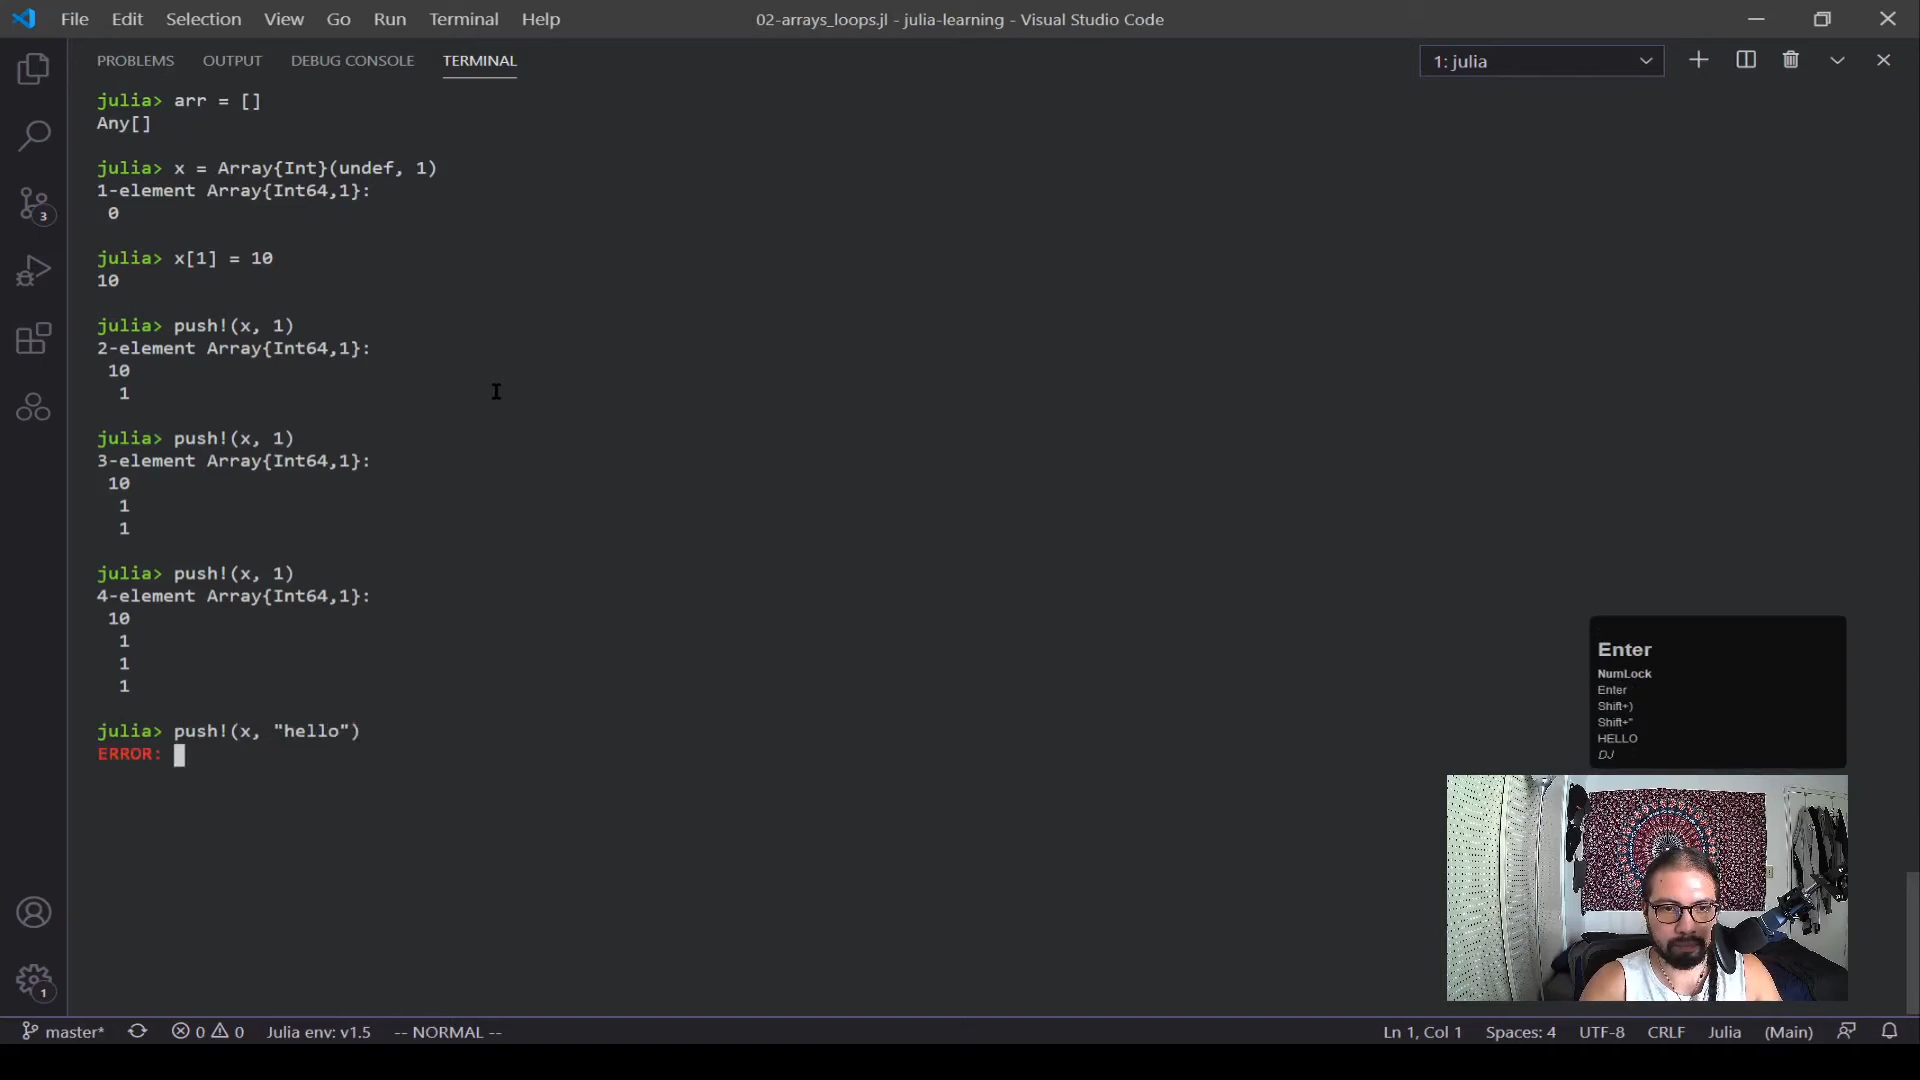 File Edit Selection View Go Run Terminal Help
02-arrays_loops.jl - julia-learning - Visual Studio Code
PROBLEMS OUTPUT DEBUG CONSOLE TERMINAL
1: julia
julia> arr = []
Any[]
julia> x = Array{Int}(undef, 1)
1-element Array{Int64,1}:
0
julia> x[1] = 10
10
julia> push!(x, 1)
2-element Array{Int64,1}:
10
1
julia> push!(x, 1)
3-element Array{Int64,1}:
10
1
1
julia> push!(x, 1)
4-element Array{Int64,1}:
10
1
1
1
julia> push!(x, "hello")
ERROR:
3
1
Enter
NumLock
Enter
Shift+)
Shift+"
HELLO
DJ
master* 0 0 Julia env: v1.5 -- NORMAL -- Ln 1, Col 1 Spaces: 4 UTF-8 CRLF Julia (Main)